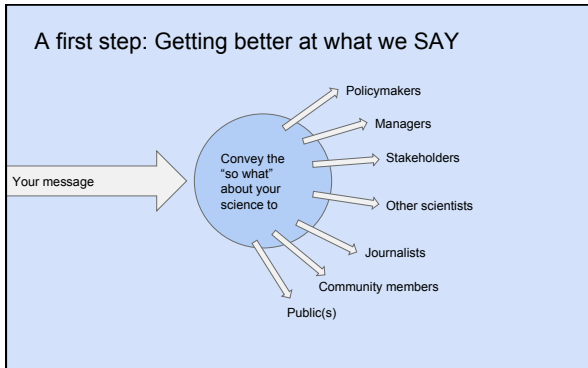 A first step: Getting better at what we SAY
Your message
Convey the
“so what”
about your
science to
Policymakers
Managers
Stakeholders
Other scientists
Journalists
Community members
Public(s)